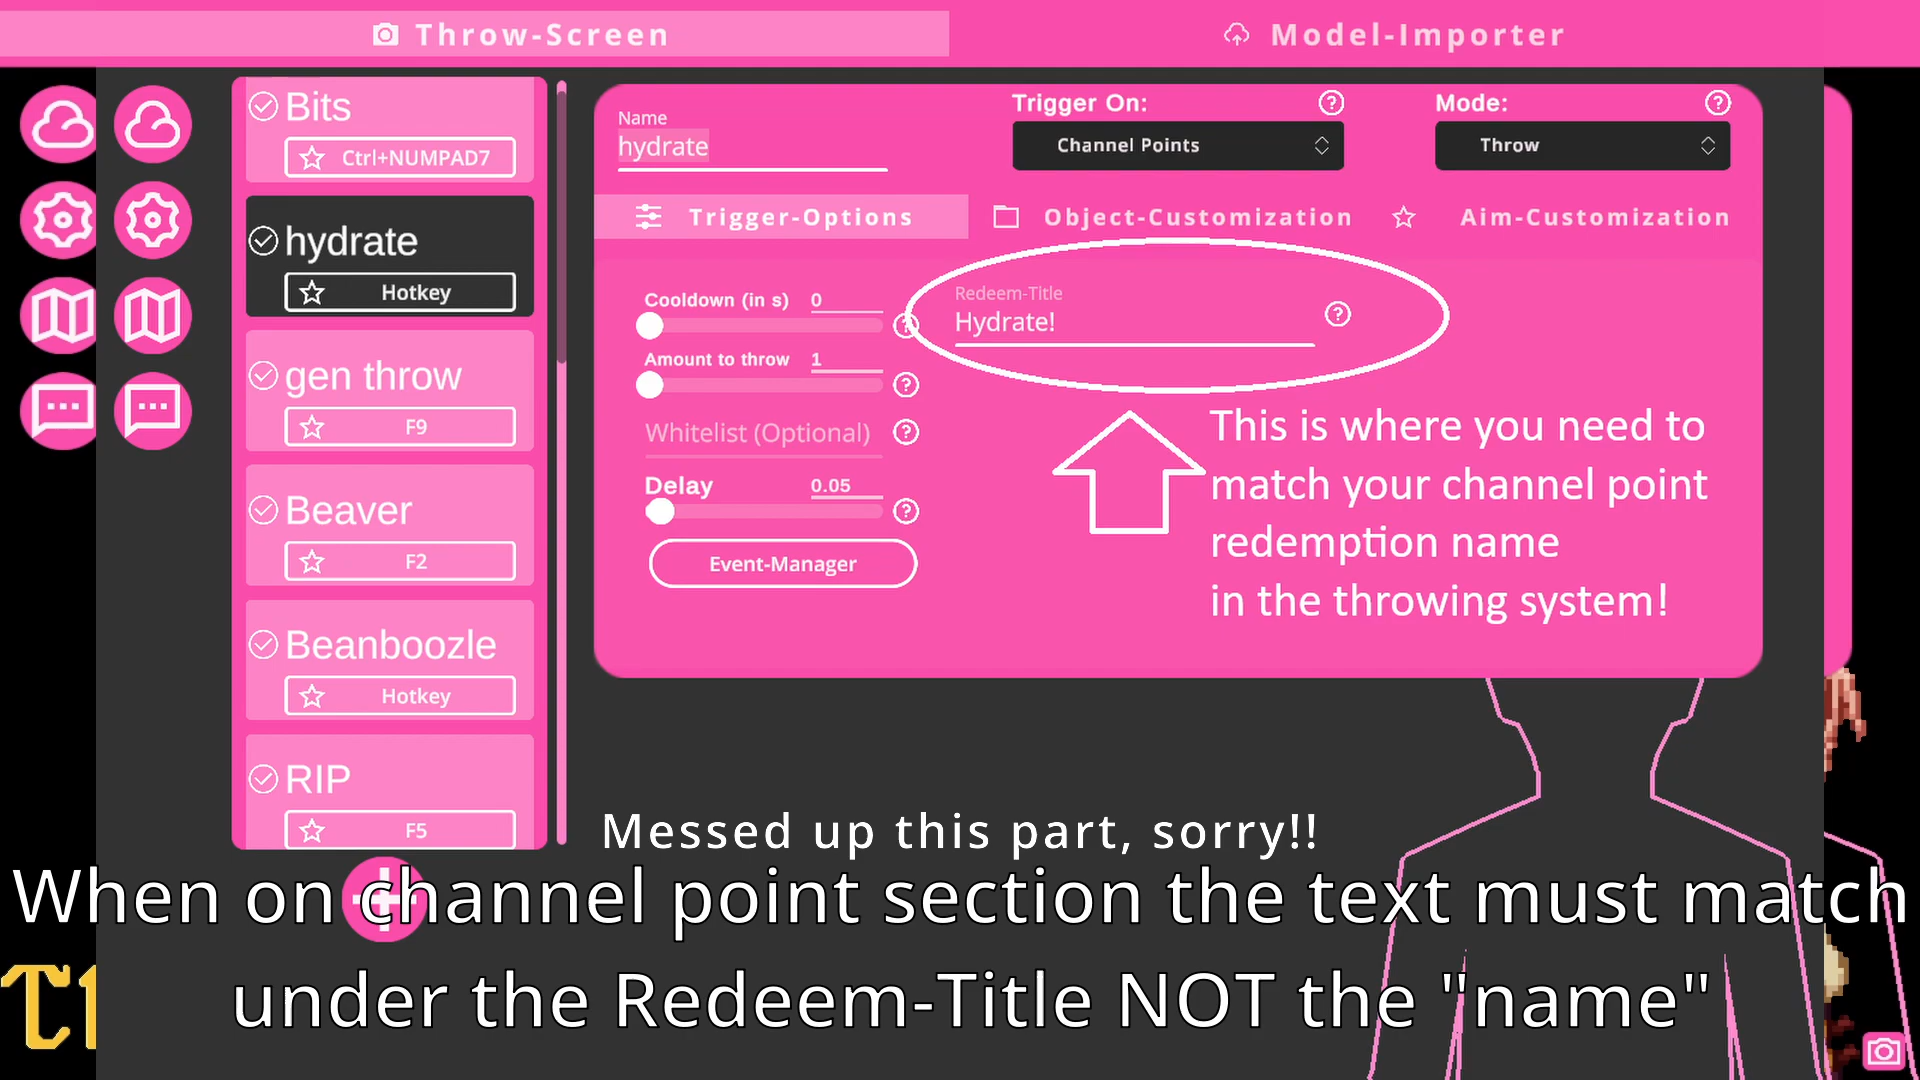 Throw-Screen
Model-Importer
Bits
Ctrl+NUMPAD7
hydrate
Hotkey
gen throw
F9
Beaver
F2
Beanboozle
Hotkey
RIP
F5
Name
hydrate
Trigger On:
Channel Points
Mode:
Throw
Trigger-Options
Object-Customization
Aim-Customization
Cooldown (in s) 0
Amount to throw 1
Whitelist (Optional)
Delay 0.05
Event-Manager
Redeem-Title
Hydrate!
This is where you need to
match your channel point
redemption name
in the throwing system!
Messed up this part, sorry!!
When on channel point section the text must match
under the Redeem-Title NOT the "name"